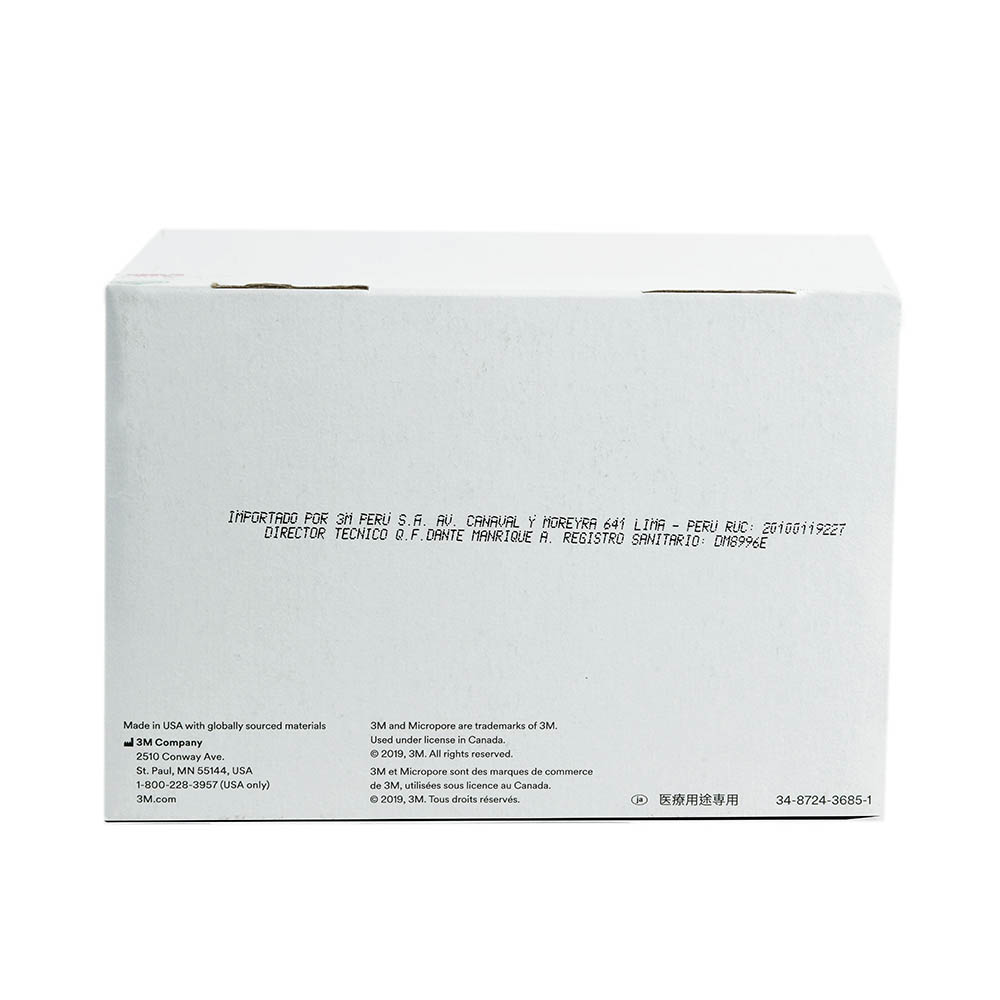 IMPORTADO POR 3M PERÚ S.A. AV. CANAVAL Y MOREYRA 641 LIMA - PERÚ RUC: 20100119227
DIRECTOR TECNICO Q.F.DANTE MANRIQUE A. REGISTRO SANITARIO: DM8996E
Made in USA with globally sourced materials
3M Company
2510 Conway Ave.
St. Paul, MN 55144, USA
1-800-228-3957 (USA only)
3M.com
3M and Micropore are trademarks of 3M.
Used under license in Canada.
© 2019, 3M. All rights reserved.
3M et Micropore sont des marques de commerce
de 3M, utilisées sous licence au Canada.
© 2019, 3M. Tous droits réservés.
ja 医療用途専用
34-8724-3685-1